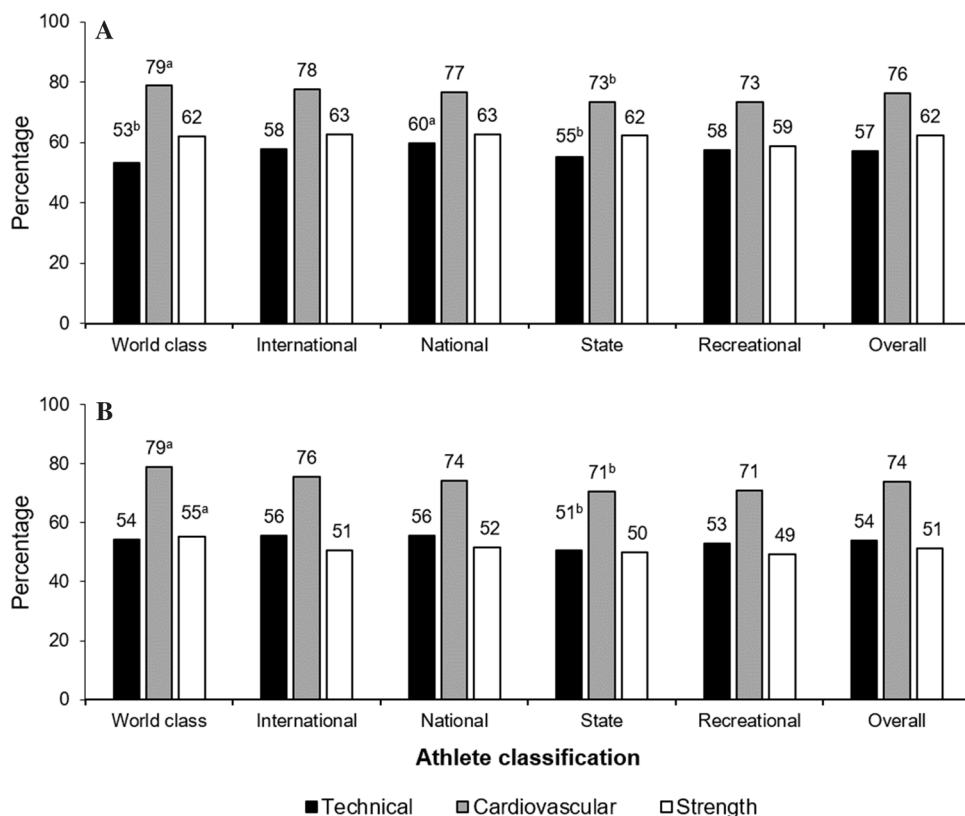 A
Percentage
100
80
60
40
20
0
53ᵇ 79ᵃ 62
58 78 63
60ᵃ 77 63
55ᵇ 73ᵇ 62
58 73 59
57 76 62
World class International National State Recreational Overall
B
Percentage
100
80
60
40
20
0
54 79ᵃ 55ᵃ
56 76 51
56 74 52
51ᵇ 71ᵇ 50
53 71 49
54 74 51
World class International National State Recreational Overall
Athlete classification
Technical Cardiovascular Strength